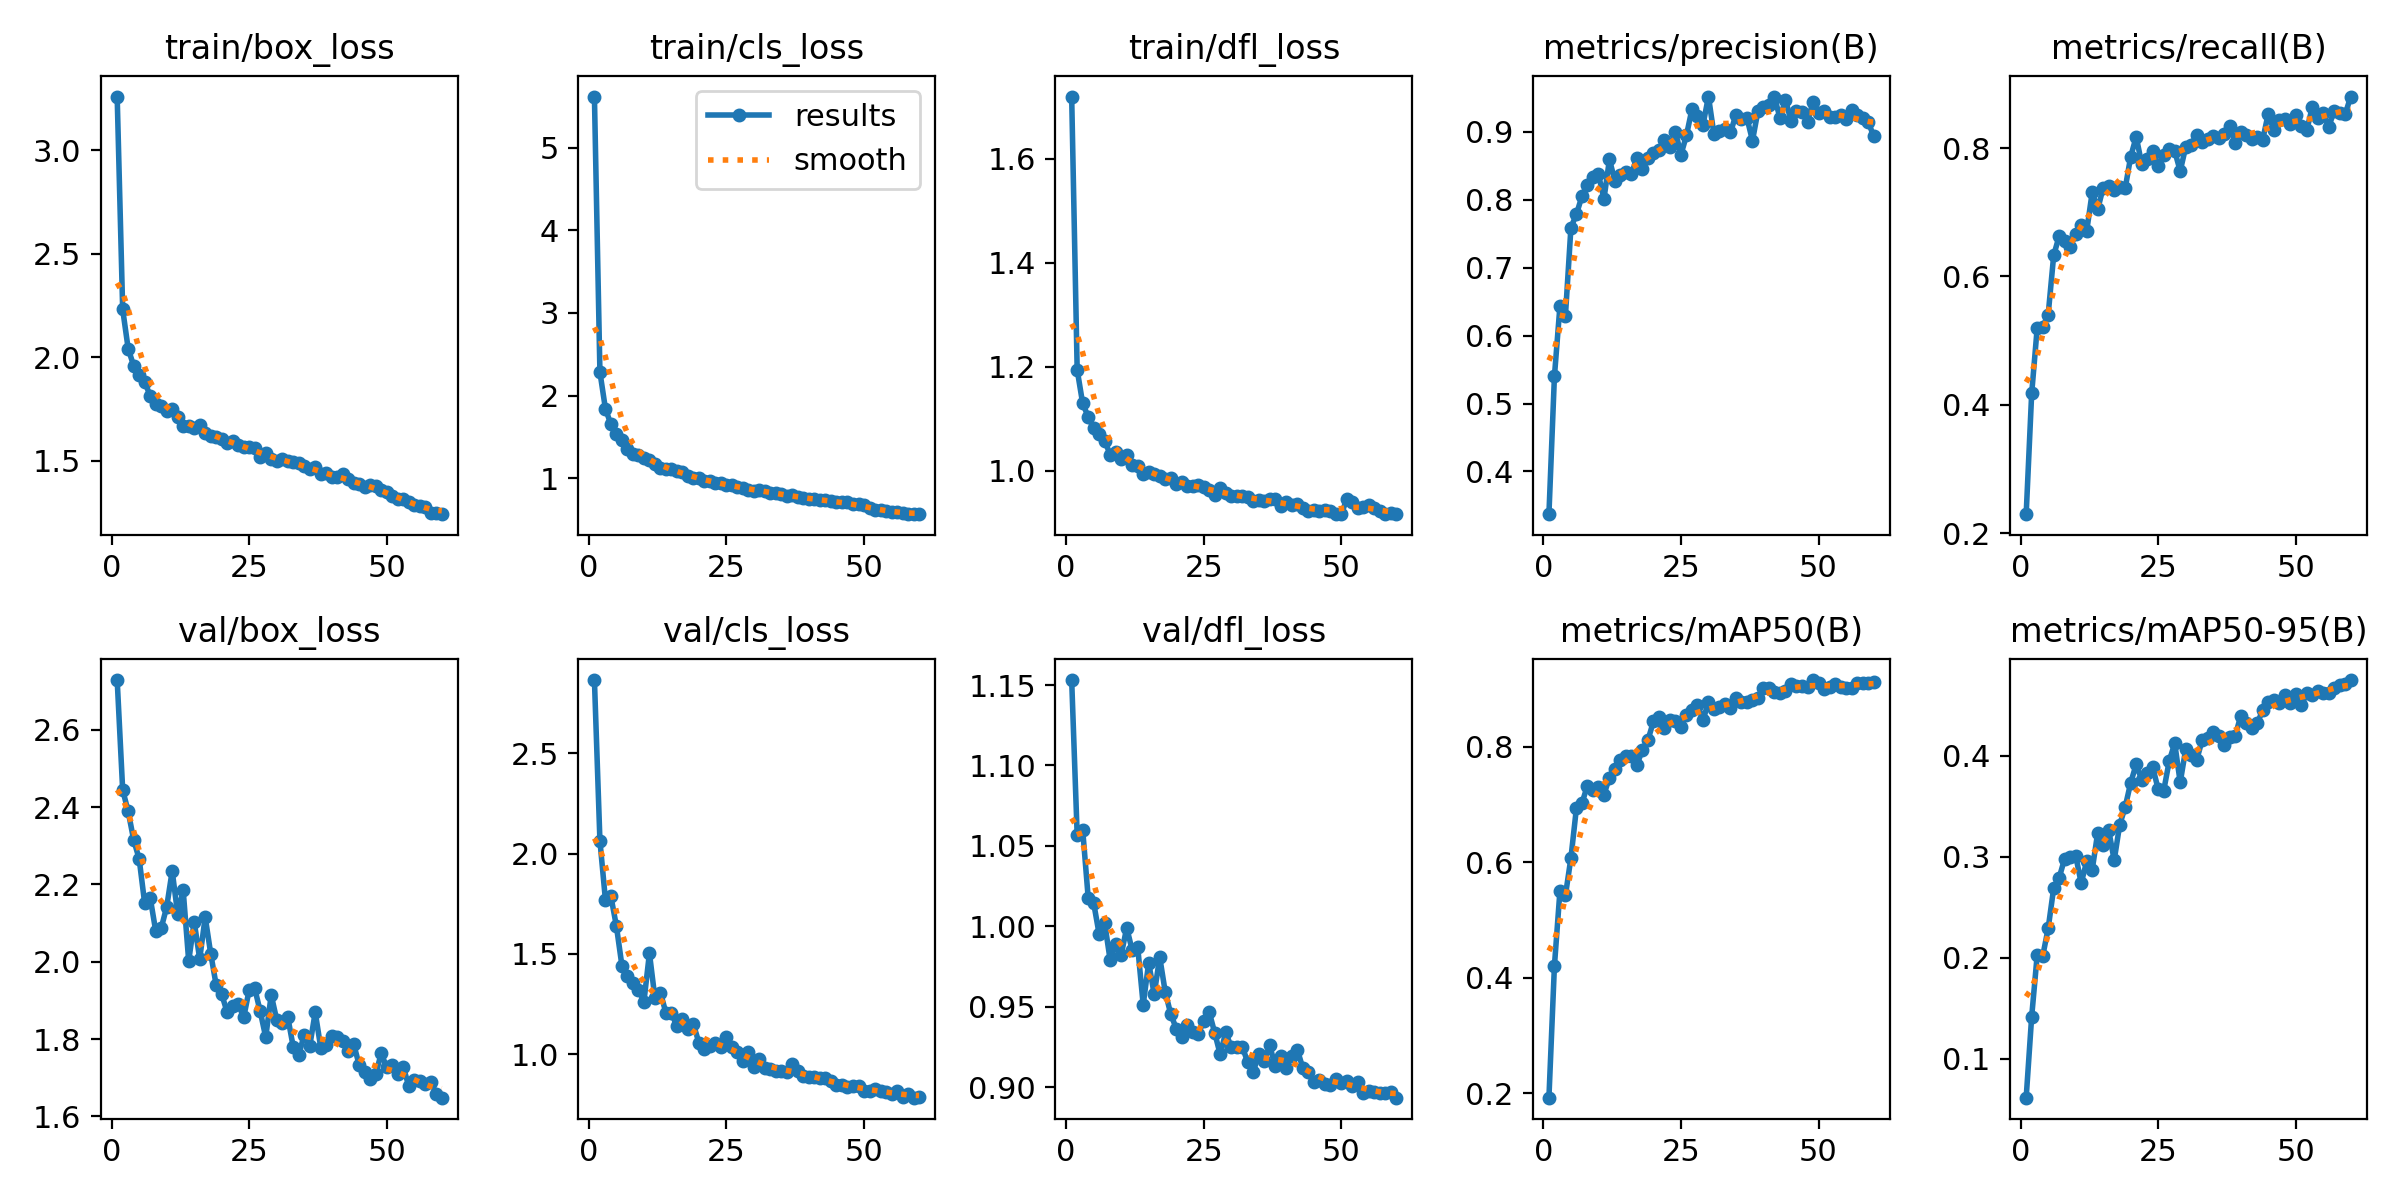 train/box_loss
train/cls_loss
train/dfl_loss
metrics/precision(B)
metrics/recall(B)
3.0
2.5
2.0
1.5
0 25 50
results
smooth
5
4
3
2
1
0 25 50
1.6
1.4
1.2
1.0
0 25 50
0.9
0.8
0.7
0.6
0.5
0.4
0 25 50
0.8
0.6
0.4
0.2
0 25 50
val/box_loss
val/cls_loss
val/dfl_loss
metrics/mAP50(B)
metrics/mAP50-95(B)
2.6
2.4
2.2
2.0
1.8
1.6
0 25 50
2.5
2.0
1.5
1.0
0 25 50
1.15
1.10
1.05
1.00
0.95
0.90
0 25 50
0.8
0.6
0.4
0.2
0 25 50
0.4
0.3
0.2
0.1
0 25 50